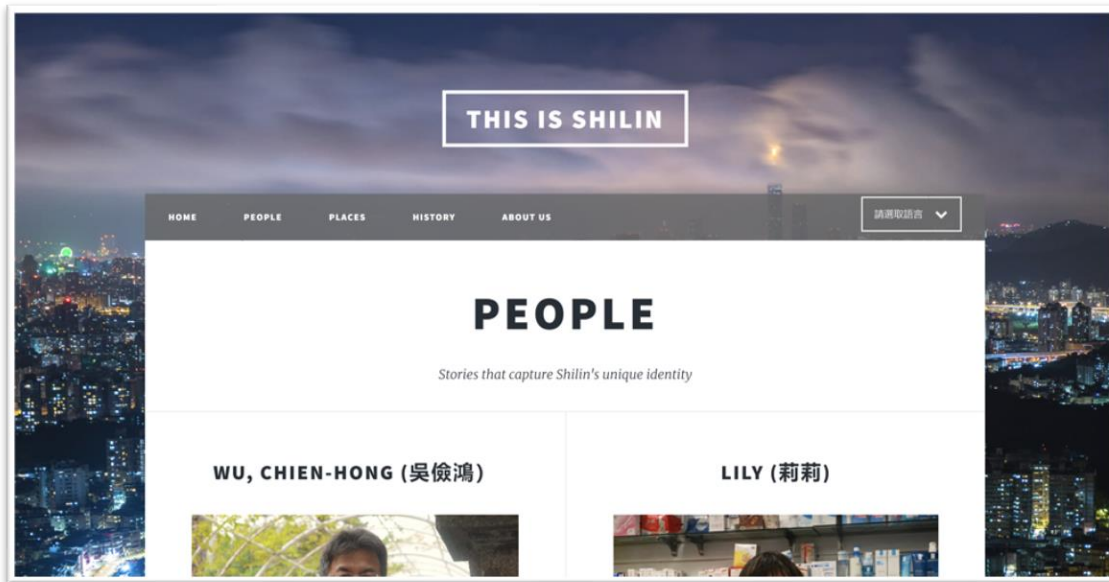 THIS IS SHILIN
HOME PEOPLE PLACES HISTORY ABOUT US 請選取語言
PEOPLE
Stories that capture Shilin's unique identity
WU, CHIEN-HONG (吳儉鴻)
LILY (莉莉)